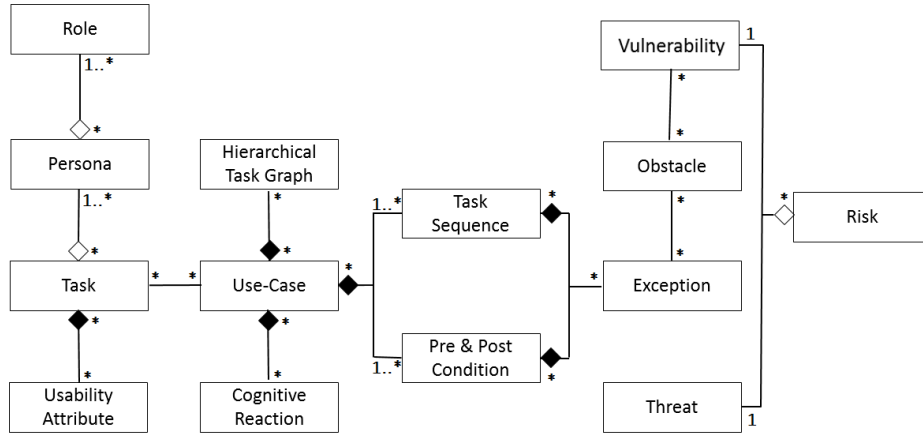 Role
1..*
*
Persona
1..*
*
Task
*
*
Usability
Attribute
*
*
Hierarchical
Task Graph
*
*
Use-Case
*
*
*
Cognitive
Reaction
1..*
Task
Sequence
*
1..*
Pre & Post
Condition
*
*
Vulnerability
1
*
*
Obstacle
*
*
Exception
Threat
1
*
Risk